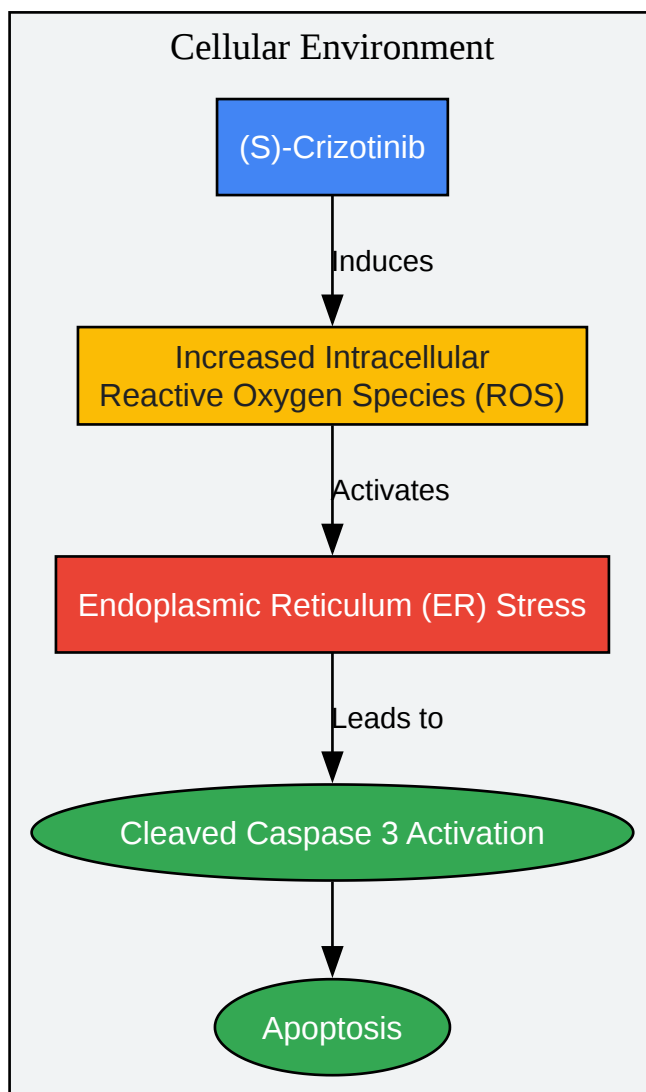 Cellular Environment
(S)-Crizotinib
Induces
Increased Intracellular
Reactive Oxygen Species (ROS)
Activates
Endoplasmic Reticulum (ER) Stress
Leads to
Cleaved Caspase 3 Activation
Apoptosis